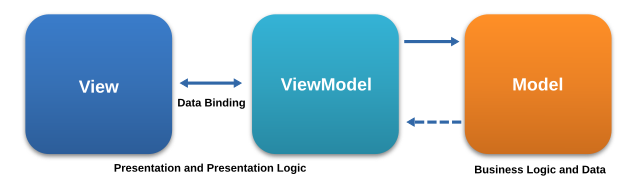 View
ViewModel
Model
Data Binding
Presentation and Presentation Logic
Business Logic and Data